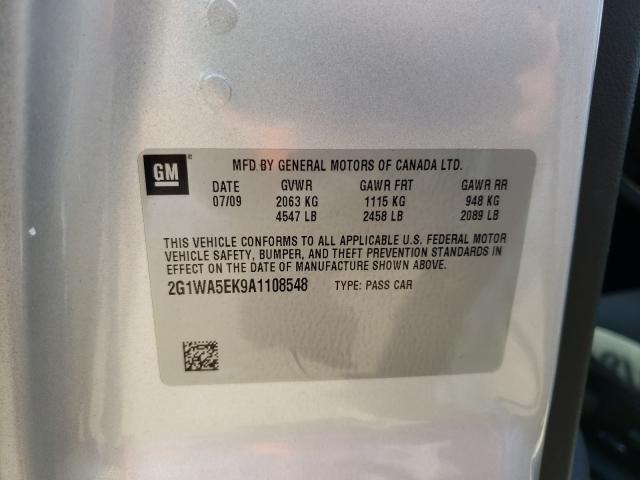 GM ®
MFD BY GENERAL MOTORS OF CANADA LTD.
DATE GVWR GAWR FRT GAWR RR
07/09 2063 KG 1115 KG 948 KG
4547 LB 2458 LB 2089 LB
THIS VEHICLE CONFORMS TO ALL APPLICABLE U.S. FEDERAL MOTOR
VEHICLE SAFETY, BUMPER, AND THEFT PREVENTION STANDARDS IN
EFFECT ON THE DATE OF MANUFACTURE SHOWN ABOVE.
2G1WA5EK9A1108548 TYPE: PASS CAR